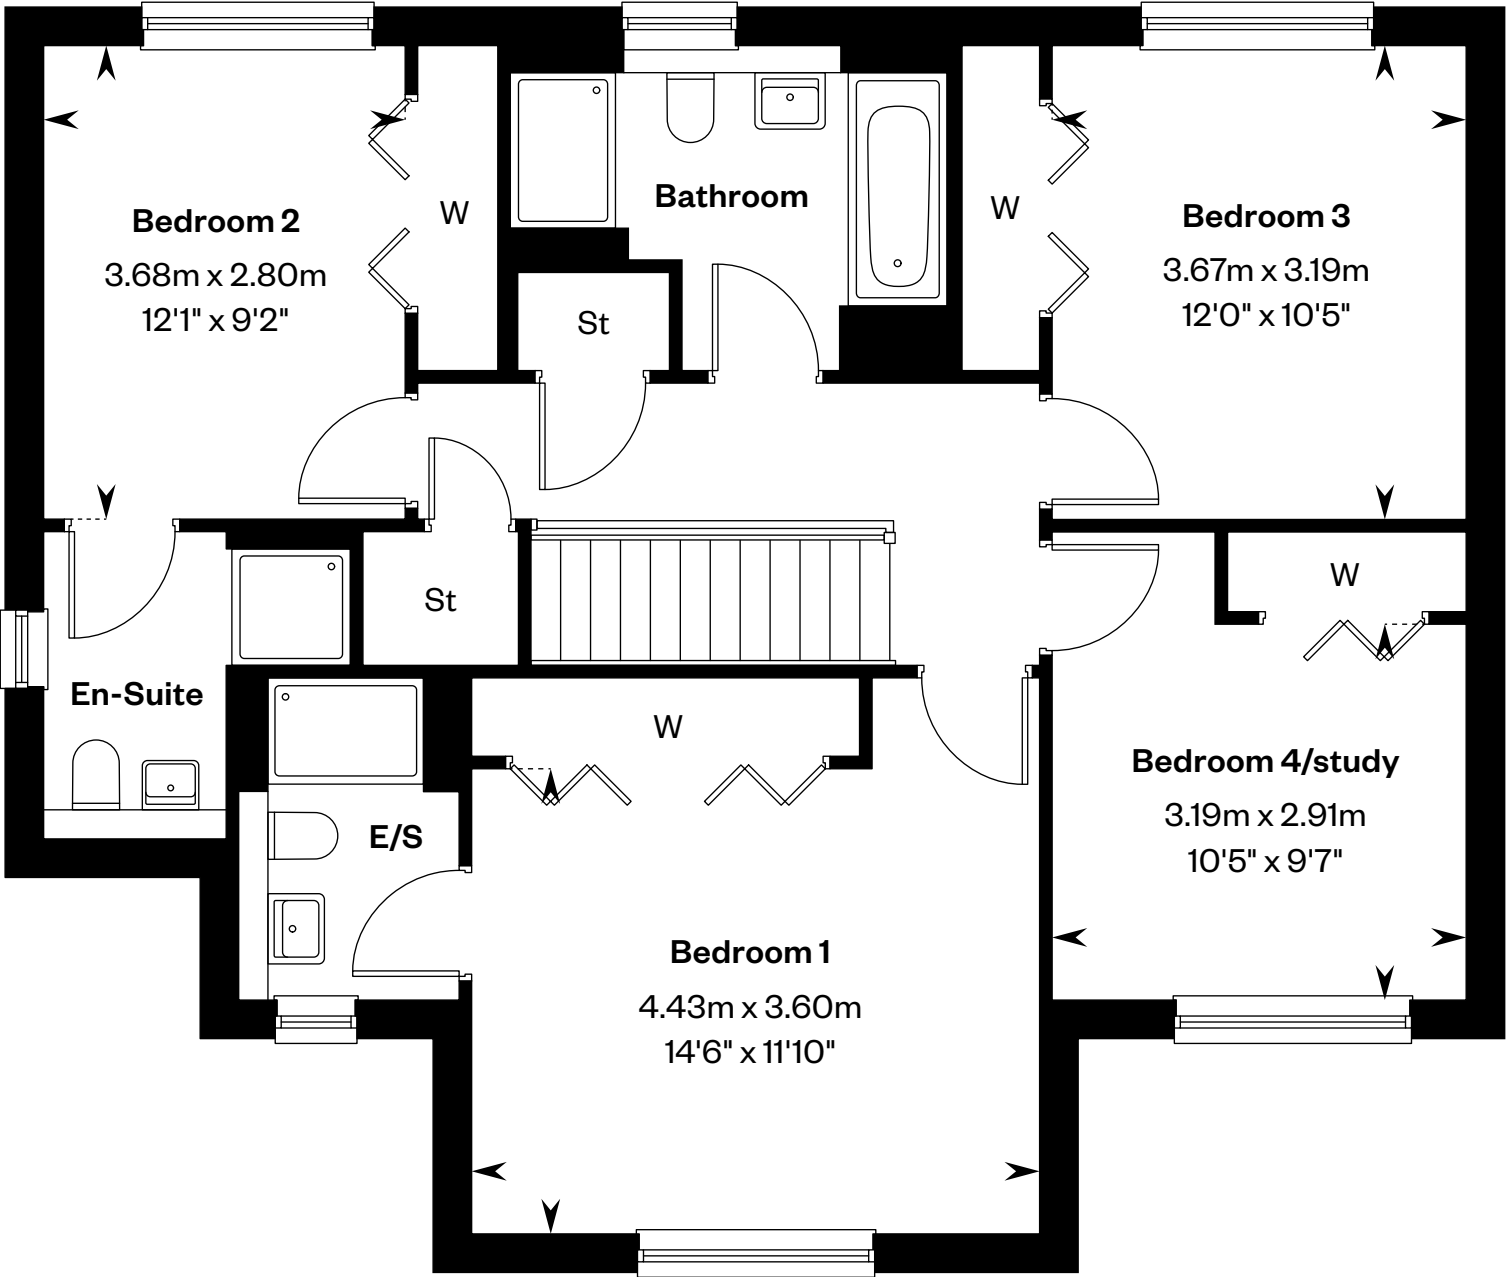 Bedroom 2
3.68m x 2.80m
12'1" x 9'2"
W
Bathroom
St
W
Bedroom 3
3.67m x 3.19m
12'0" x 10'5"
En-Suite
St
W
E/S
W
Bedroom 4/study
3.19m x 2.91m
10'5" x 9'7"
Bedroom 1
4.43m x 3.60m
14'6" x 11'10"